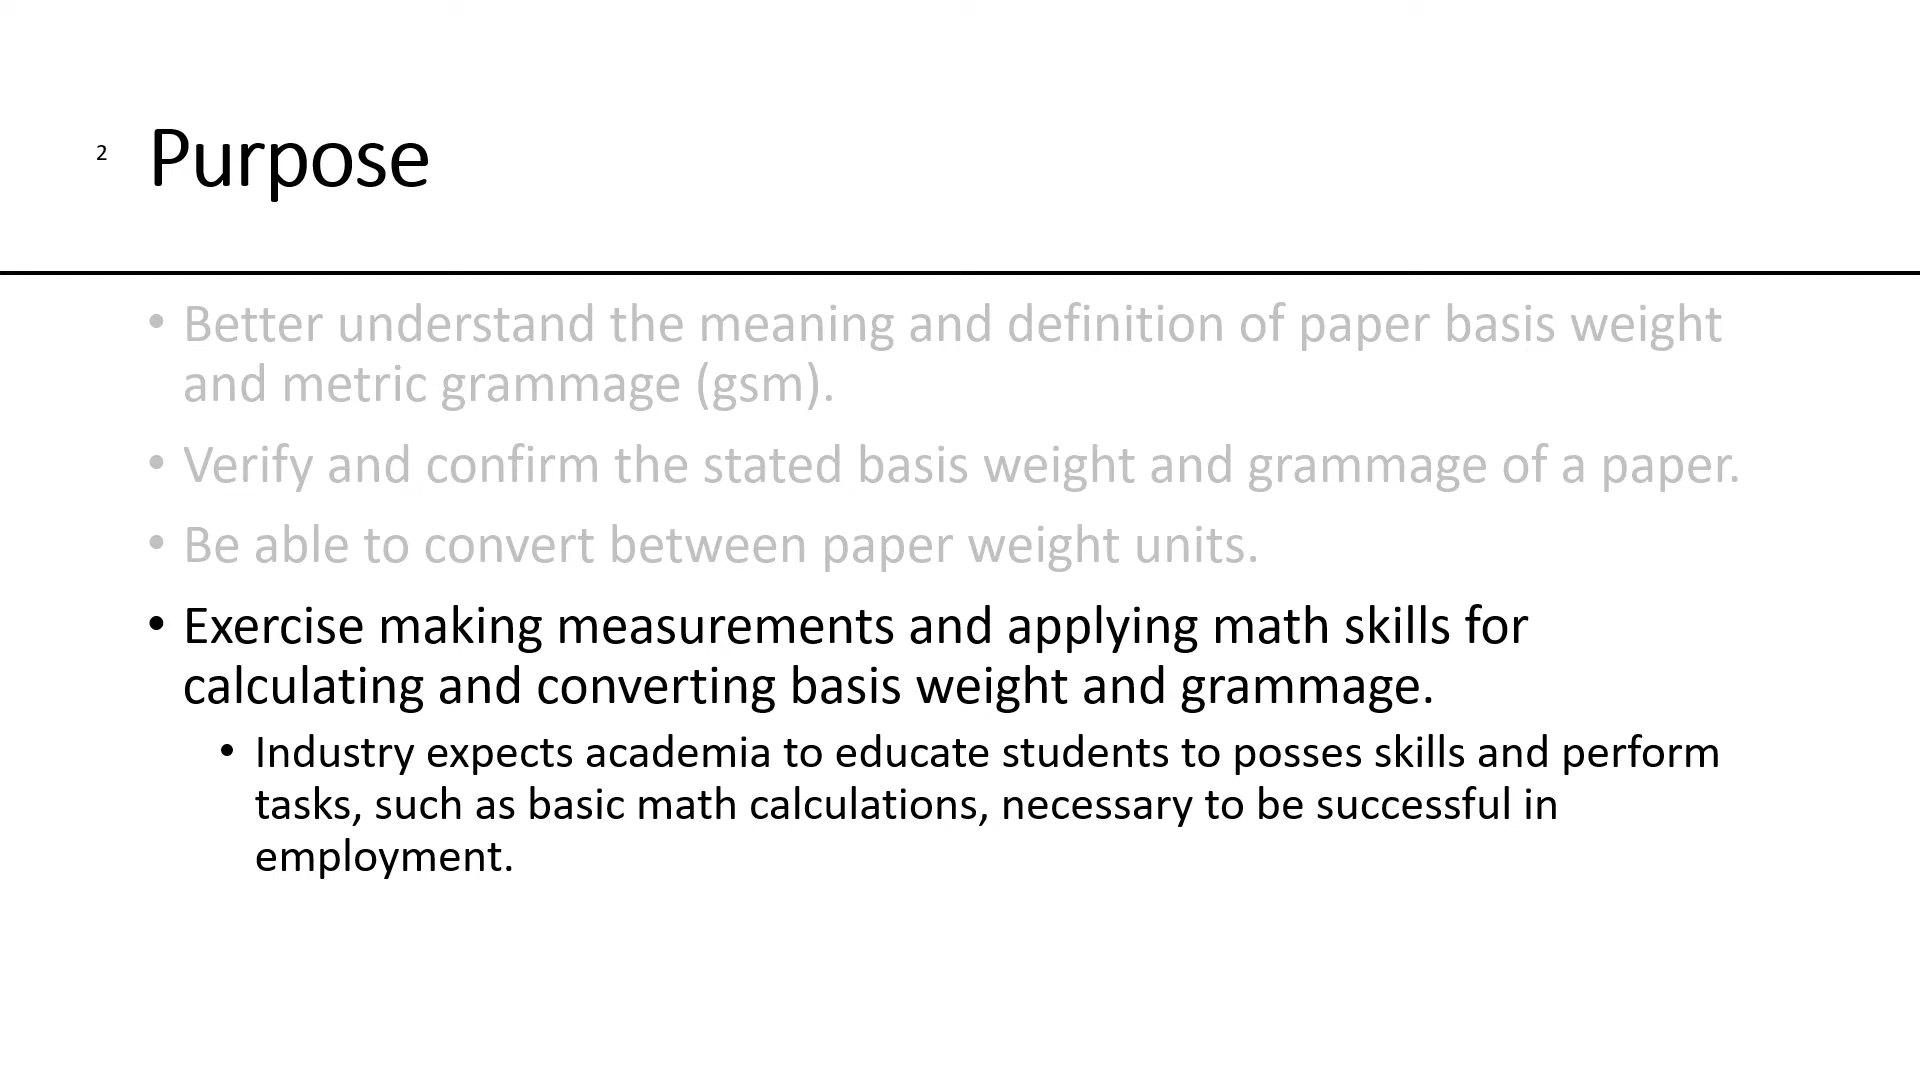 2
Purpose
• Better understand the meaning and definition of paper basis weight
and metric grammage (gsm).
• Verify and confirm the stated basis weight and grammage of a paper.
• Be able to convert between paper weight units.
• Exercise making measurements and applying math skills for
calculating and converting basis weight and grammage.
• Industry expects academia to educate students to posses skills and perform
tasks, such as basic math calculations, necessary to be successful in
employment.